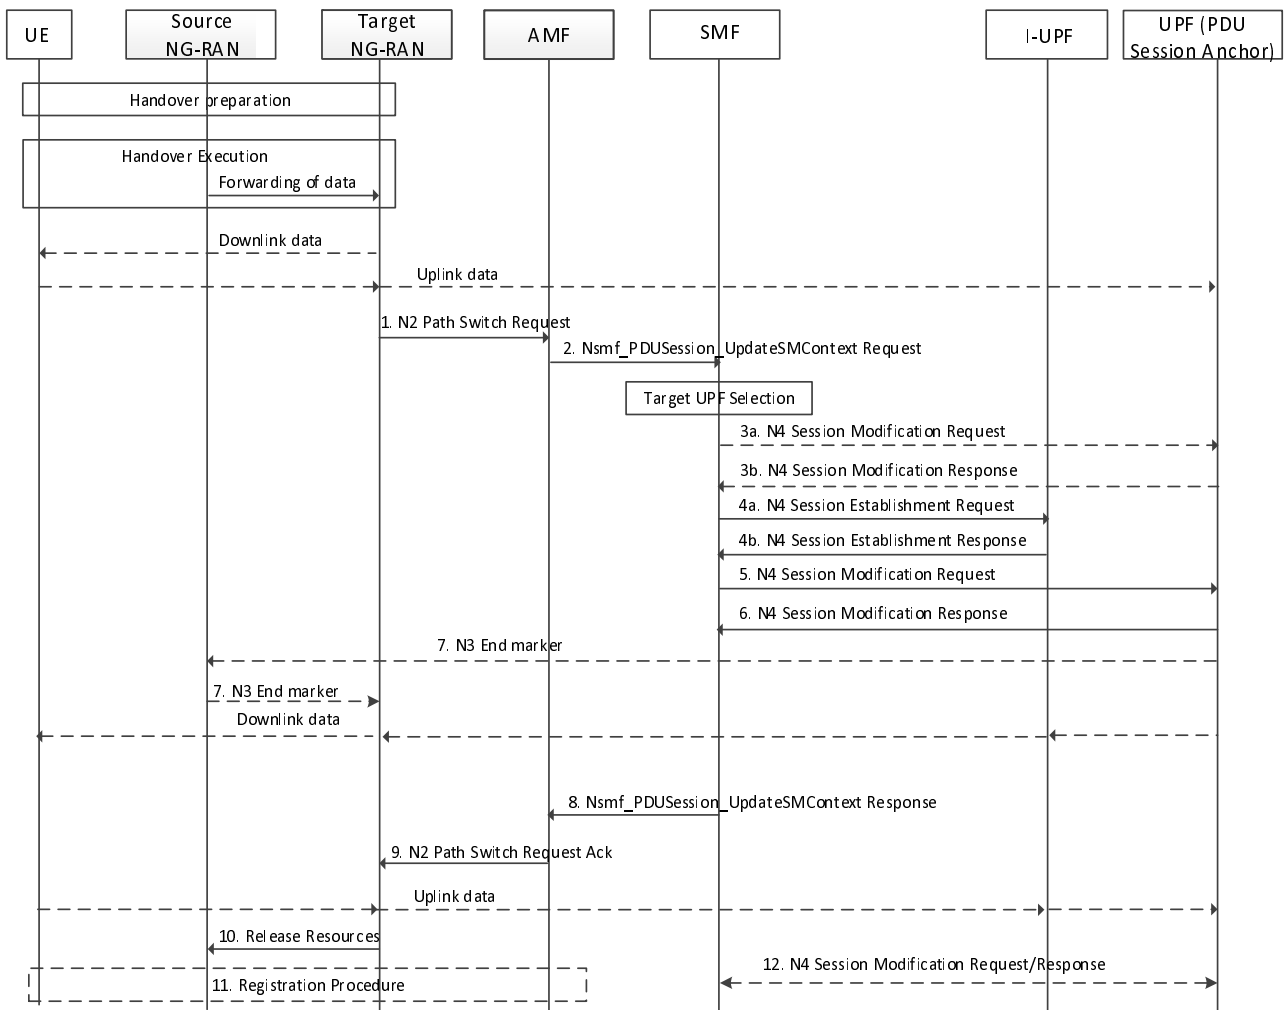 UE
Source
NG-RAN
Target
NG-RAN
AMF
SMF
I-UPF
UPF (PDU
Session Anchor)
Handover preparation
Handover Execution
Forwarding of data
Downlink data
Uplink data
1. N2 Path Switch Request
2. Nsmf_PDUSession_UpdateSMContext Request
Target UPF Selection
3a. N4 Session Modification Request
3b. N4 Session Modification Response
4a. N4 Session Establishment Request
4b. N4 Session Establishment Response
5. N4 Session Modification Request
6. N4 Session Modification Response
7. N3 End marker
7. N3 End marker
Downlink data
8. Nsmf_PDUSession_UpdateSMContext Response
9. N2 Path Switch Request Ack
Uplink data
10. Release Resources
12. N4 Session Modification Request/Response
11. Registration Procedure